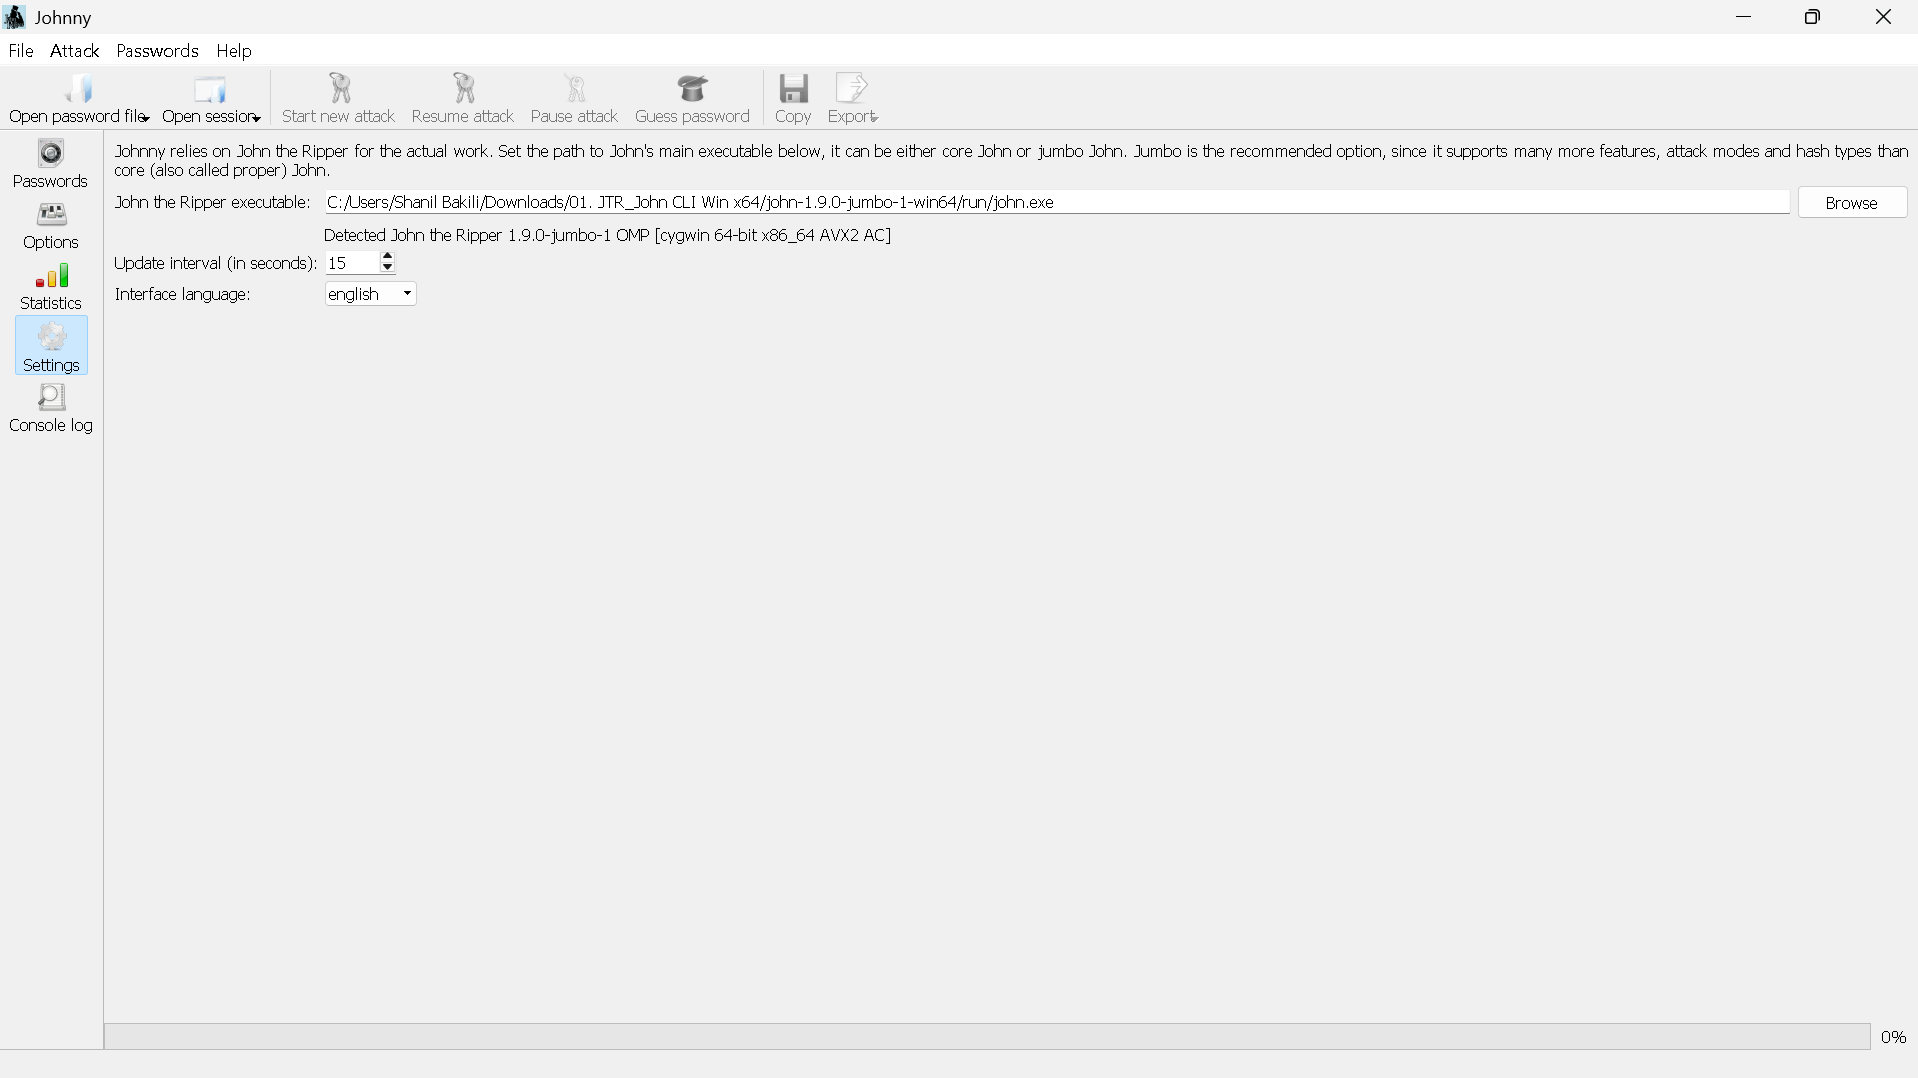 Johnny
File Attack Passwords Help
Open password file Open session Start new attack Resume attack Pause attack Guess password Copy Export
Passwords
Options
Statistics
Settings
Console log
Johnny relies on John the Ripper for the actual work. Set the path to John's main executable below, it can be either core John or jumbo John. Jumbo is the recommended option, since it supports many more features, attack modes and hash types than
core (also called proper) John.
John the Ripper executable: C:/Users/Shanil Bakili/Downloads/01. JTR_John CLI Win x64/john-1.9.0-jumbo-1-win64/run/john.exe Browse
Detected John the Ripper 1.9.0-jumbo-1 OMP [cygwin 64-bit x86_64 AVX2 AC]
Update interval (in seconds): 15
Interface language: english
0%